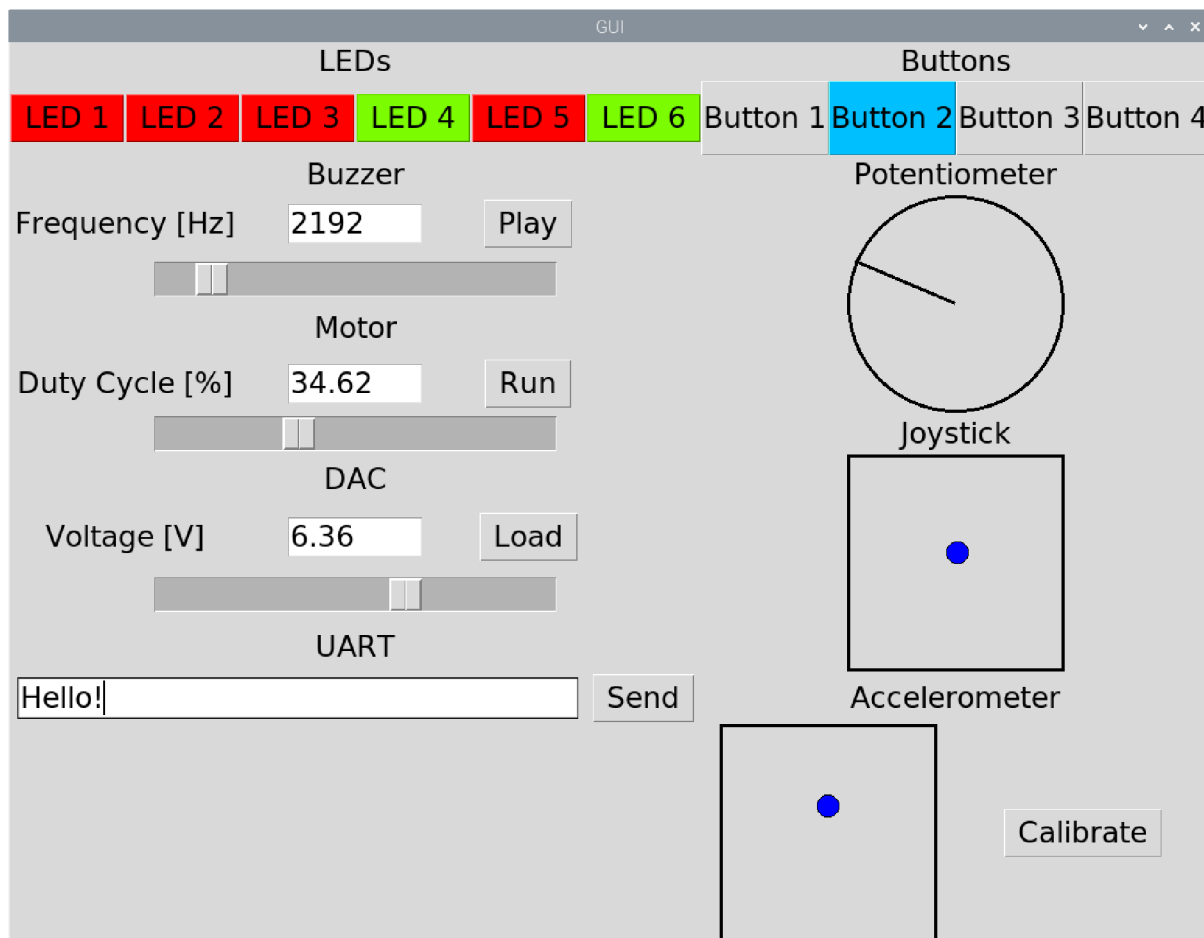 GUI
LEDs
LED 1 LED 2 LED 3 LED 4 LED 5 LED 6
Buzzer
Frequency [Hz] 2192 Play
Motor
Duty Cycle [%] 34.62 Run
DAC
Voltage [V] 6.36 Load
UART
Hello! Send
Buttons
Button 1 Button 2 Button 3 Button 4
Potentiometer
Joystick
Accelerometer
Calibrate